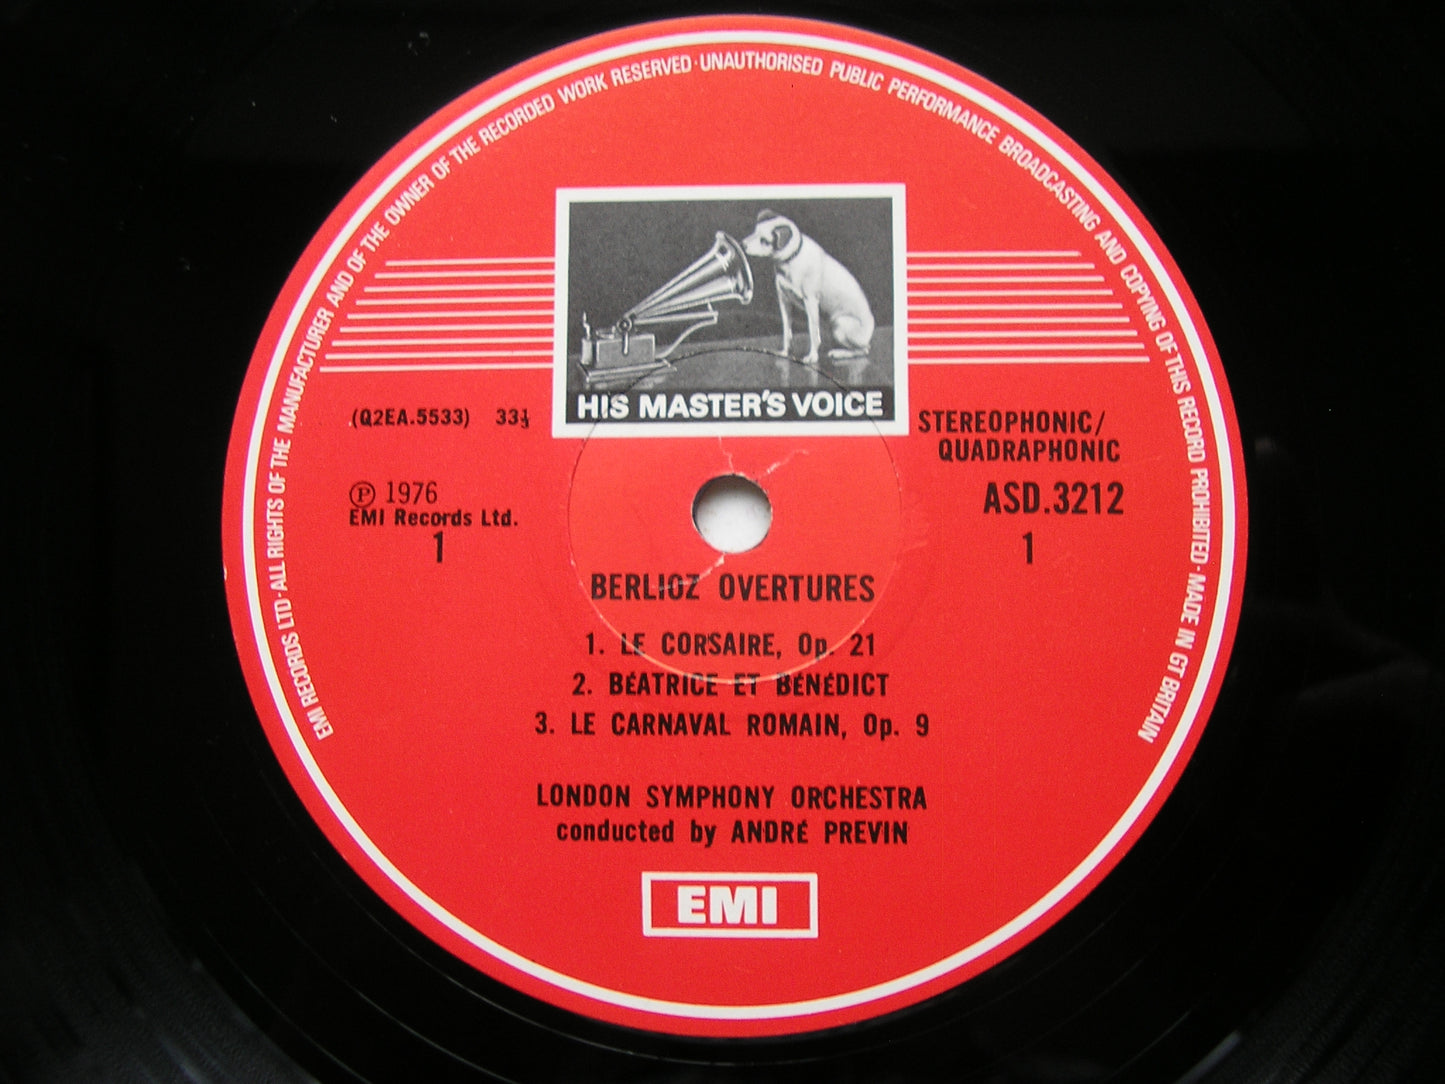 EMI RECORDS LTD·ALL RIGHTS OF THE MANUFACTURER AND OF THE OWNER OF THE RECORDED WORK RESERVED·UNAUTHORISED PUBLIC PERFORMANCE BROADCASTING AND COPYING OF THIS RECORD PROHIBITED·MADE IN GT BRITAIN
HIS MASTER'S VOICE
(Q2EA.5533) 33⅓
STEREOPHONIC/
QUADRAPHONIC
ASD.3212
℗ 1976
EMI Records Ltd.
1
1
BERLIOZ OVERTURES
1. LE CORSAIRE, Op. 21
2. BÉATRICE ET BÉNÉDICT
3. LE CARNAVAL ROMAIN, Op. 9
LONDON SYMPHONY ORCHESTRA
conducted by ANDRÉ PREVIN
EMI